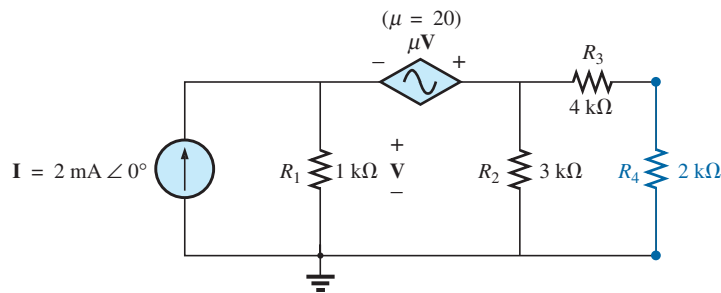 (μ = 20)
μV
− +
R3
4 kΩ
I = 2 mA ∠ 0°
R1 1 kΩ
+
V
−
R2 3 kΩ
R4 2 kΩ